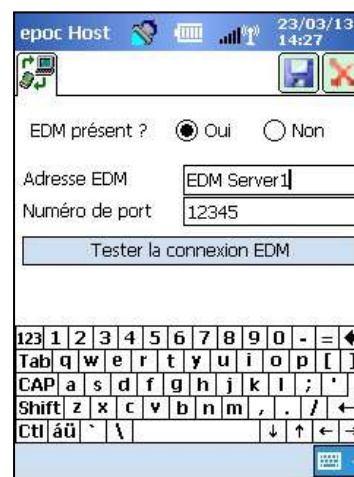 epoc Host 23/03/13
14:27
EDM présent ? Oui Non
Adresse EDM EDM Server1
Numéro de port 12345
Tester la connexion EDM
123 1 2 3 4 5 6 7 8 9 0 - =
Tab q w e r t y u i o p [ ]
CAP a s d f g h j k l ; '
Shift z x c v b n m , . / ←
Ctl áü ` \ ↓ ↑ ← →